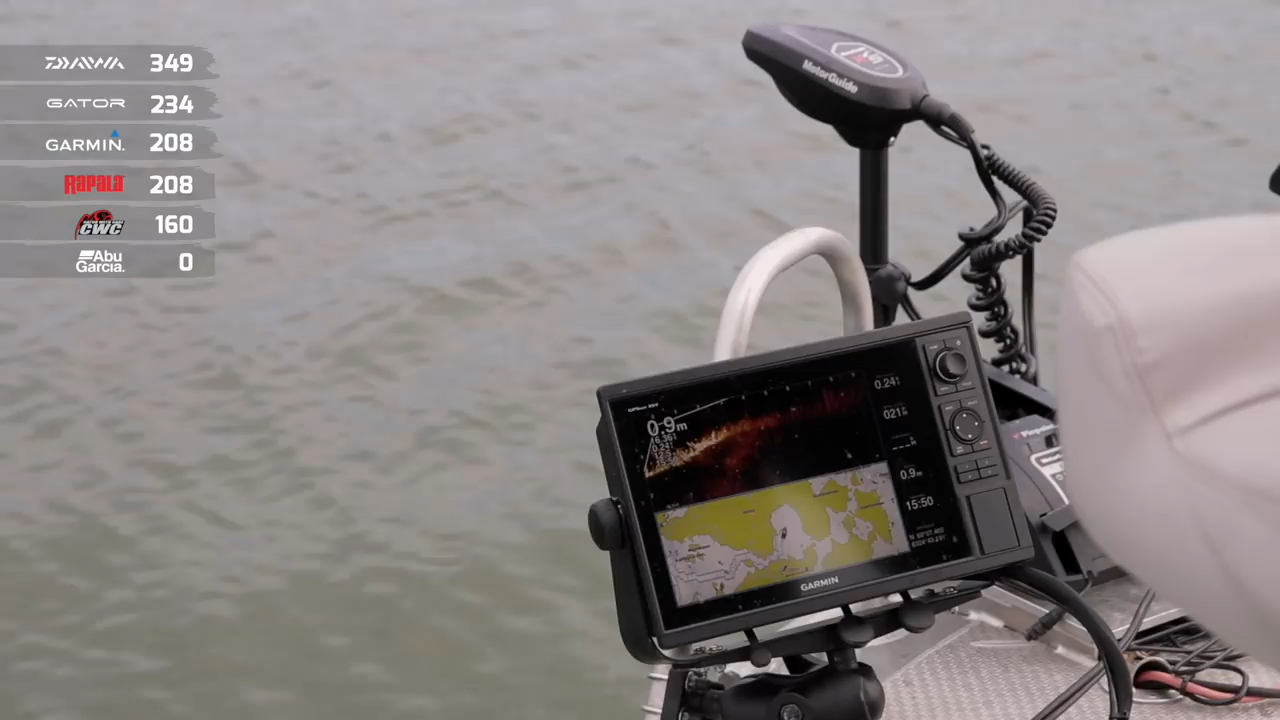 DAIWA 349
GATOR 234
GARMIN. 208
Rapala 208
CWC 160
Abu Garcia. 0
MotorGuide
0.9m
0.24
021
0.9m
15:50
GARMIN